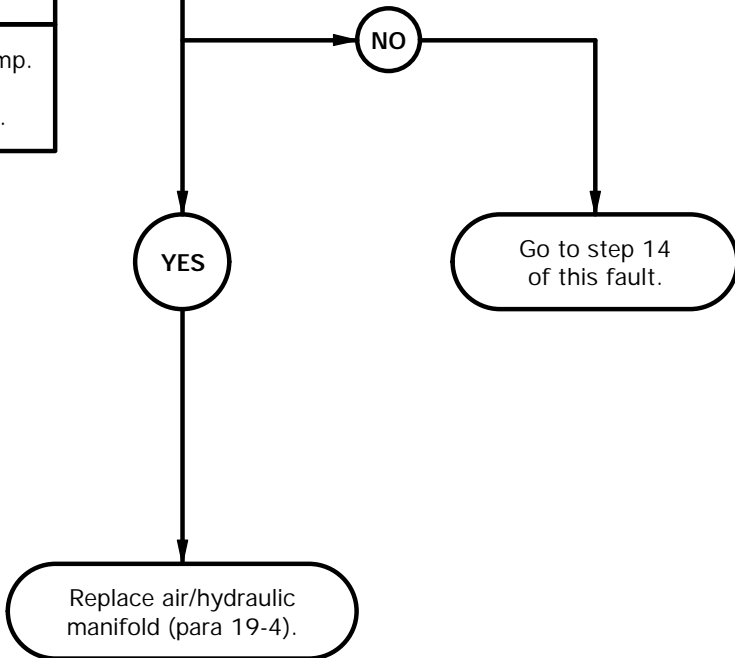 NO
mp.
.
YES
Go to step 14
of this fault.
Replace air/hydraulic
manifold (para 19-4).